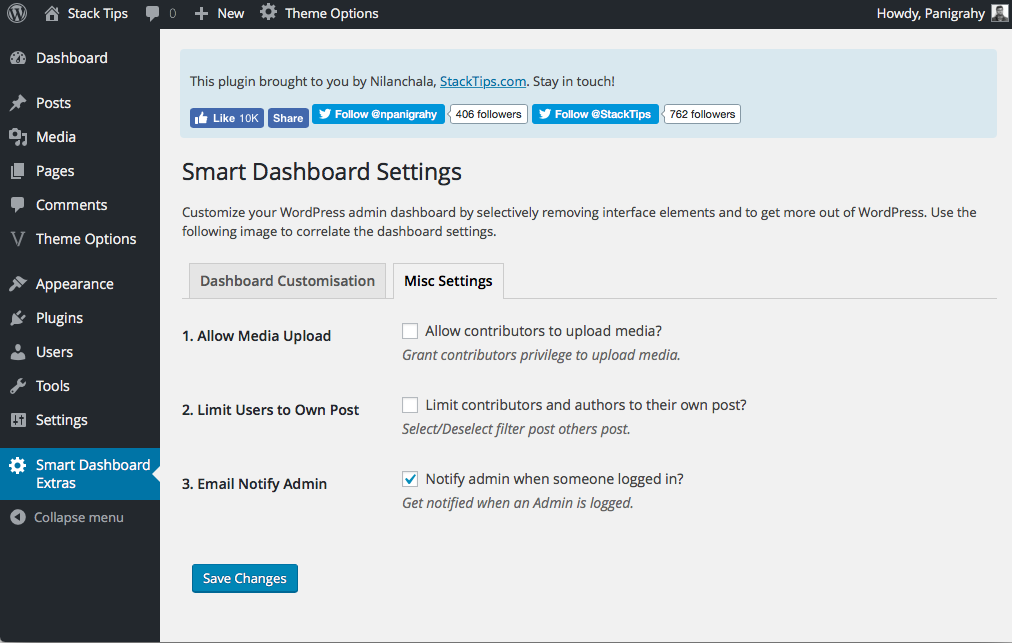 Stack Tips 0 New Theme Options Howdy, Panigrahy
Dashboard
Posts
Media
Pages
Comments
Theme Options
Appearance
Plugins
Users
Tools
Settings
Smart Dashboard
Extras
Collapse menu
This plugin brought to you by Nilanchala, StackTips.com. Stay in touch!
Like 10K Share Follow @npanigrahy 406 followers Follow @StackTips 762 followers
Smart Dashboard Settings
Customize your WordPress admin dashboard by selectively removing interface elements and to get more out of WordPress. Use the
following image to correlate the dashboard settings.
Dashboard Customisation Misc Settings
1. Allow Media Upload Allow contributors to upload media?
Grant contributors privilege to upload media.
2. Limit Users to Own Post Limit contributors and authors to their own post?
Select/Deselect filter post others post.
3. Email Notify Admin Notify admin when someone logged in?
Get notified when an Admin is logged.
Save Changes